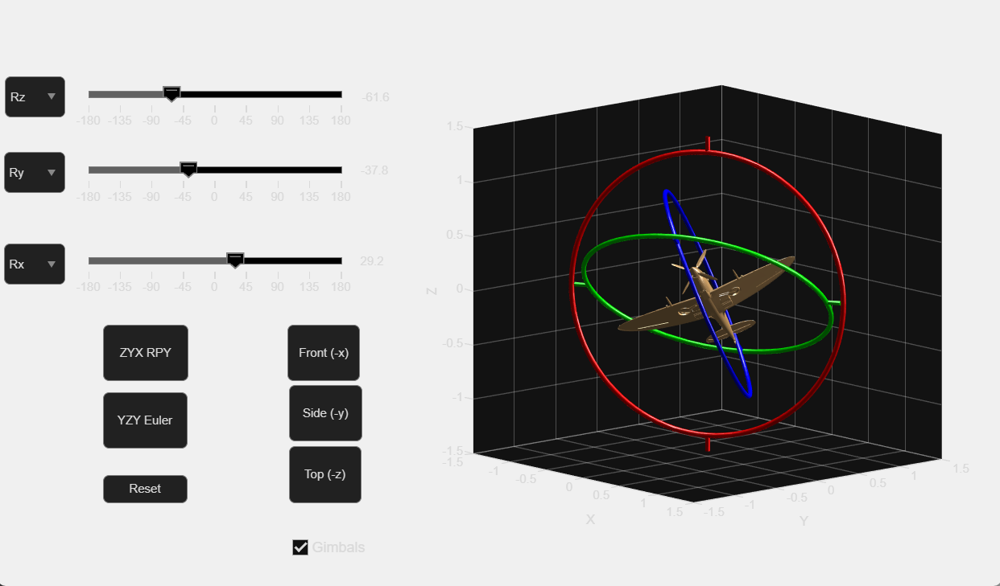 Rz
-61.6
-180 -135 -90 -45 0 45 90 135 180
Ry
-37.8
-180 -135 -90 -45 0 45 90 135 180
Rx
29.2
-180 -135 -90 -45 0 45 90 135 180
ZYX RPY
Front (-x)
YZY Euler
Side (-y)
Reset
Top (-z)
Gimbals
1.5
1
0.5
0
-0.5
-1
-1.5
Z
-1.5 -1 -0.5 0 0.5 1 1.5
X
-1.5 -1 -0.5 0 0.5 1 1.5
Y